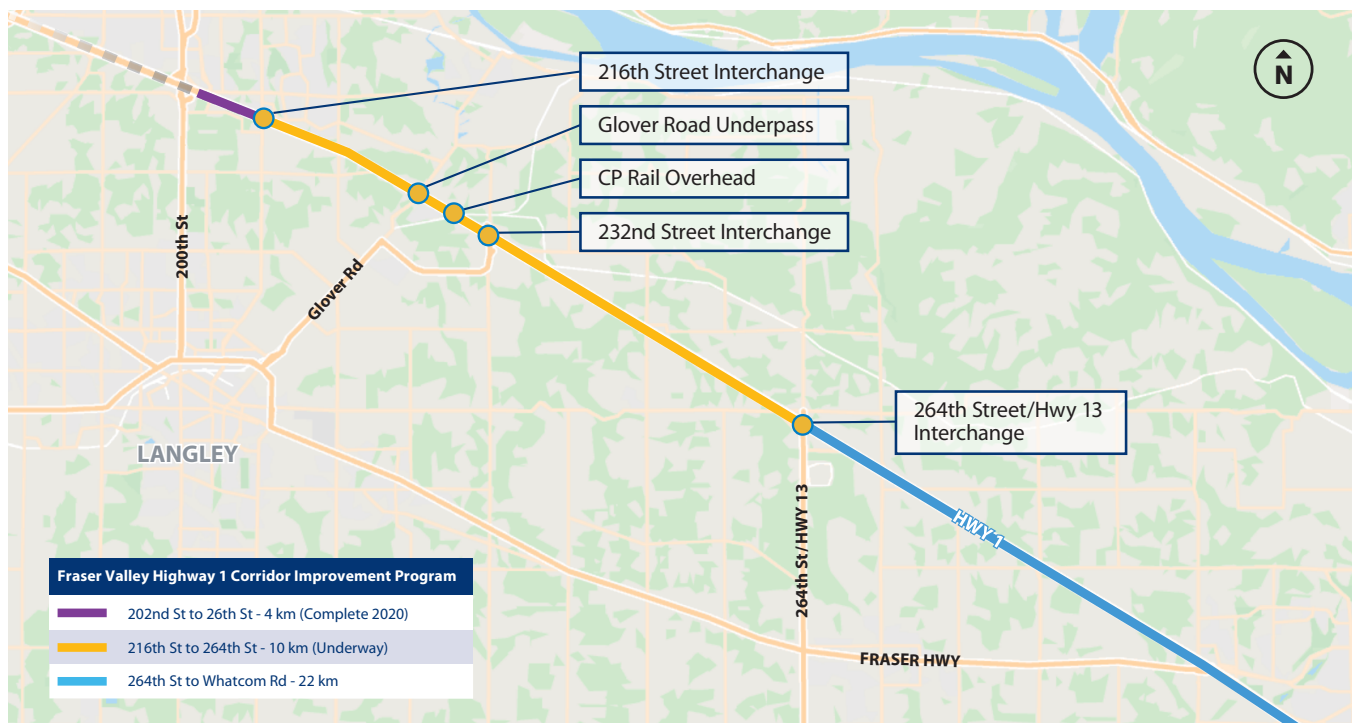 216th Street Interchange
Glover Road Underpass
CP Rail Overhead
232nd Street Interchange
N
200th St
Glover Rd
LANGLEY
264th Street/Hwy 13
Interchange
HWY 1
264th St / HWY 13
FRASER HWY
Fraser Valley Highway 1 Corridor Improvement Program
202nd St to 26th St - 4 km (Complete 2020)
216th St to 264th St - 10 km (Underway)
264th St to Whatcom Rd - 22 km